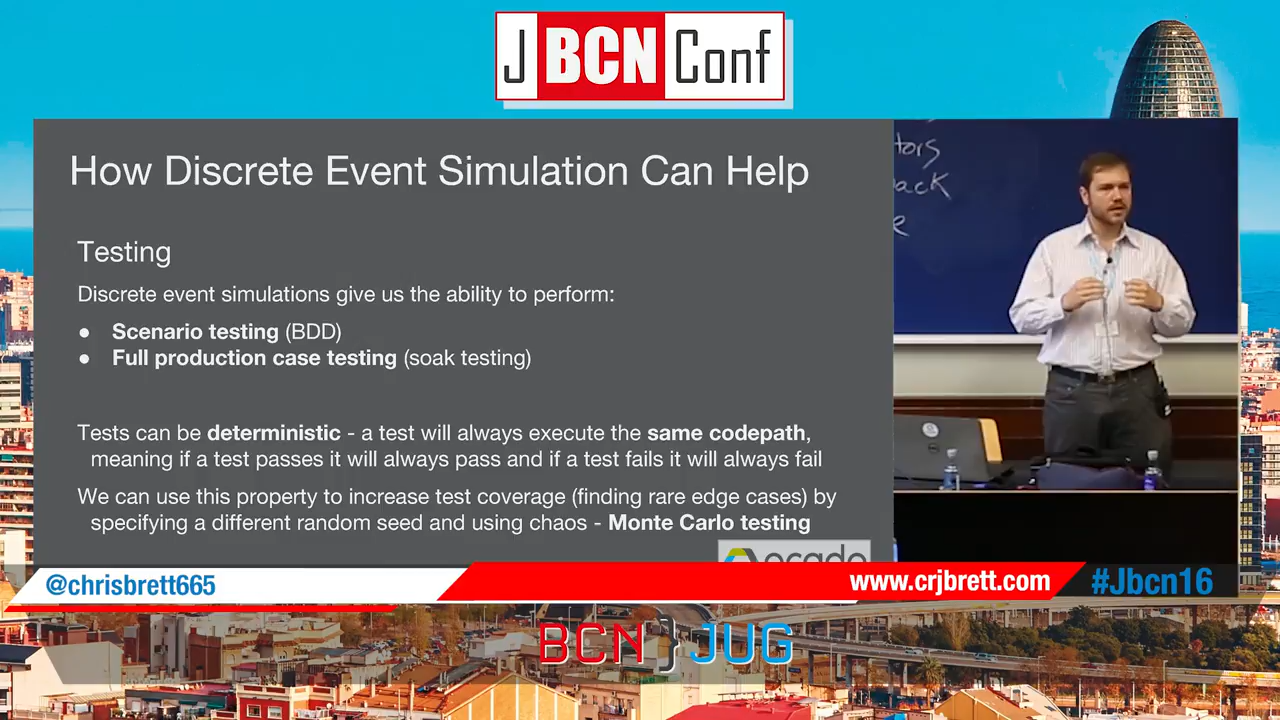 J BCN Conf
How Discrete Event Simulation Can Help
Testing
Discrete event simulations give us the ability to perform:
● Scenario testing (BDD)
● Full production case testing (soak testing)
Tests can be deterministic - a test will always execute the same codepath,
meaning if a test passes it will always pass and if a test fails it will always fail
We can use this property to increase test coverage (finding rare edge cases) by
specifying a different random seed and using chaos - Monte Carlo testing
ocado
@chrisbrett665
www.crjbrett.com
#Jbcn16
BCN JUG